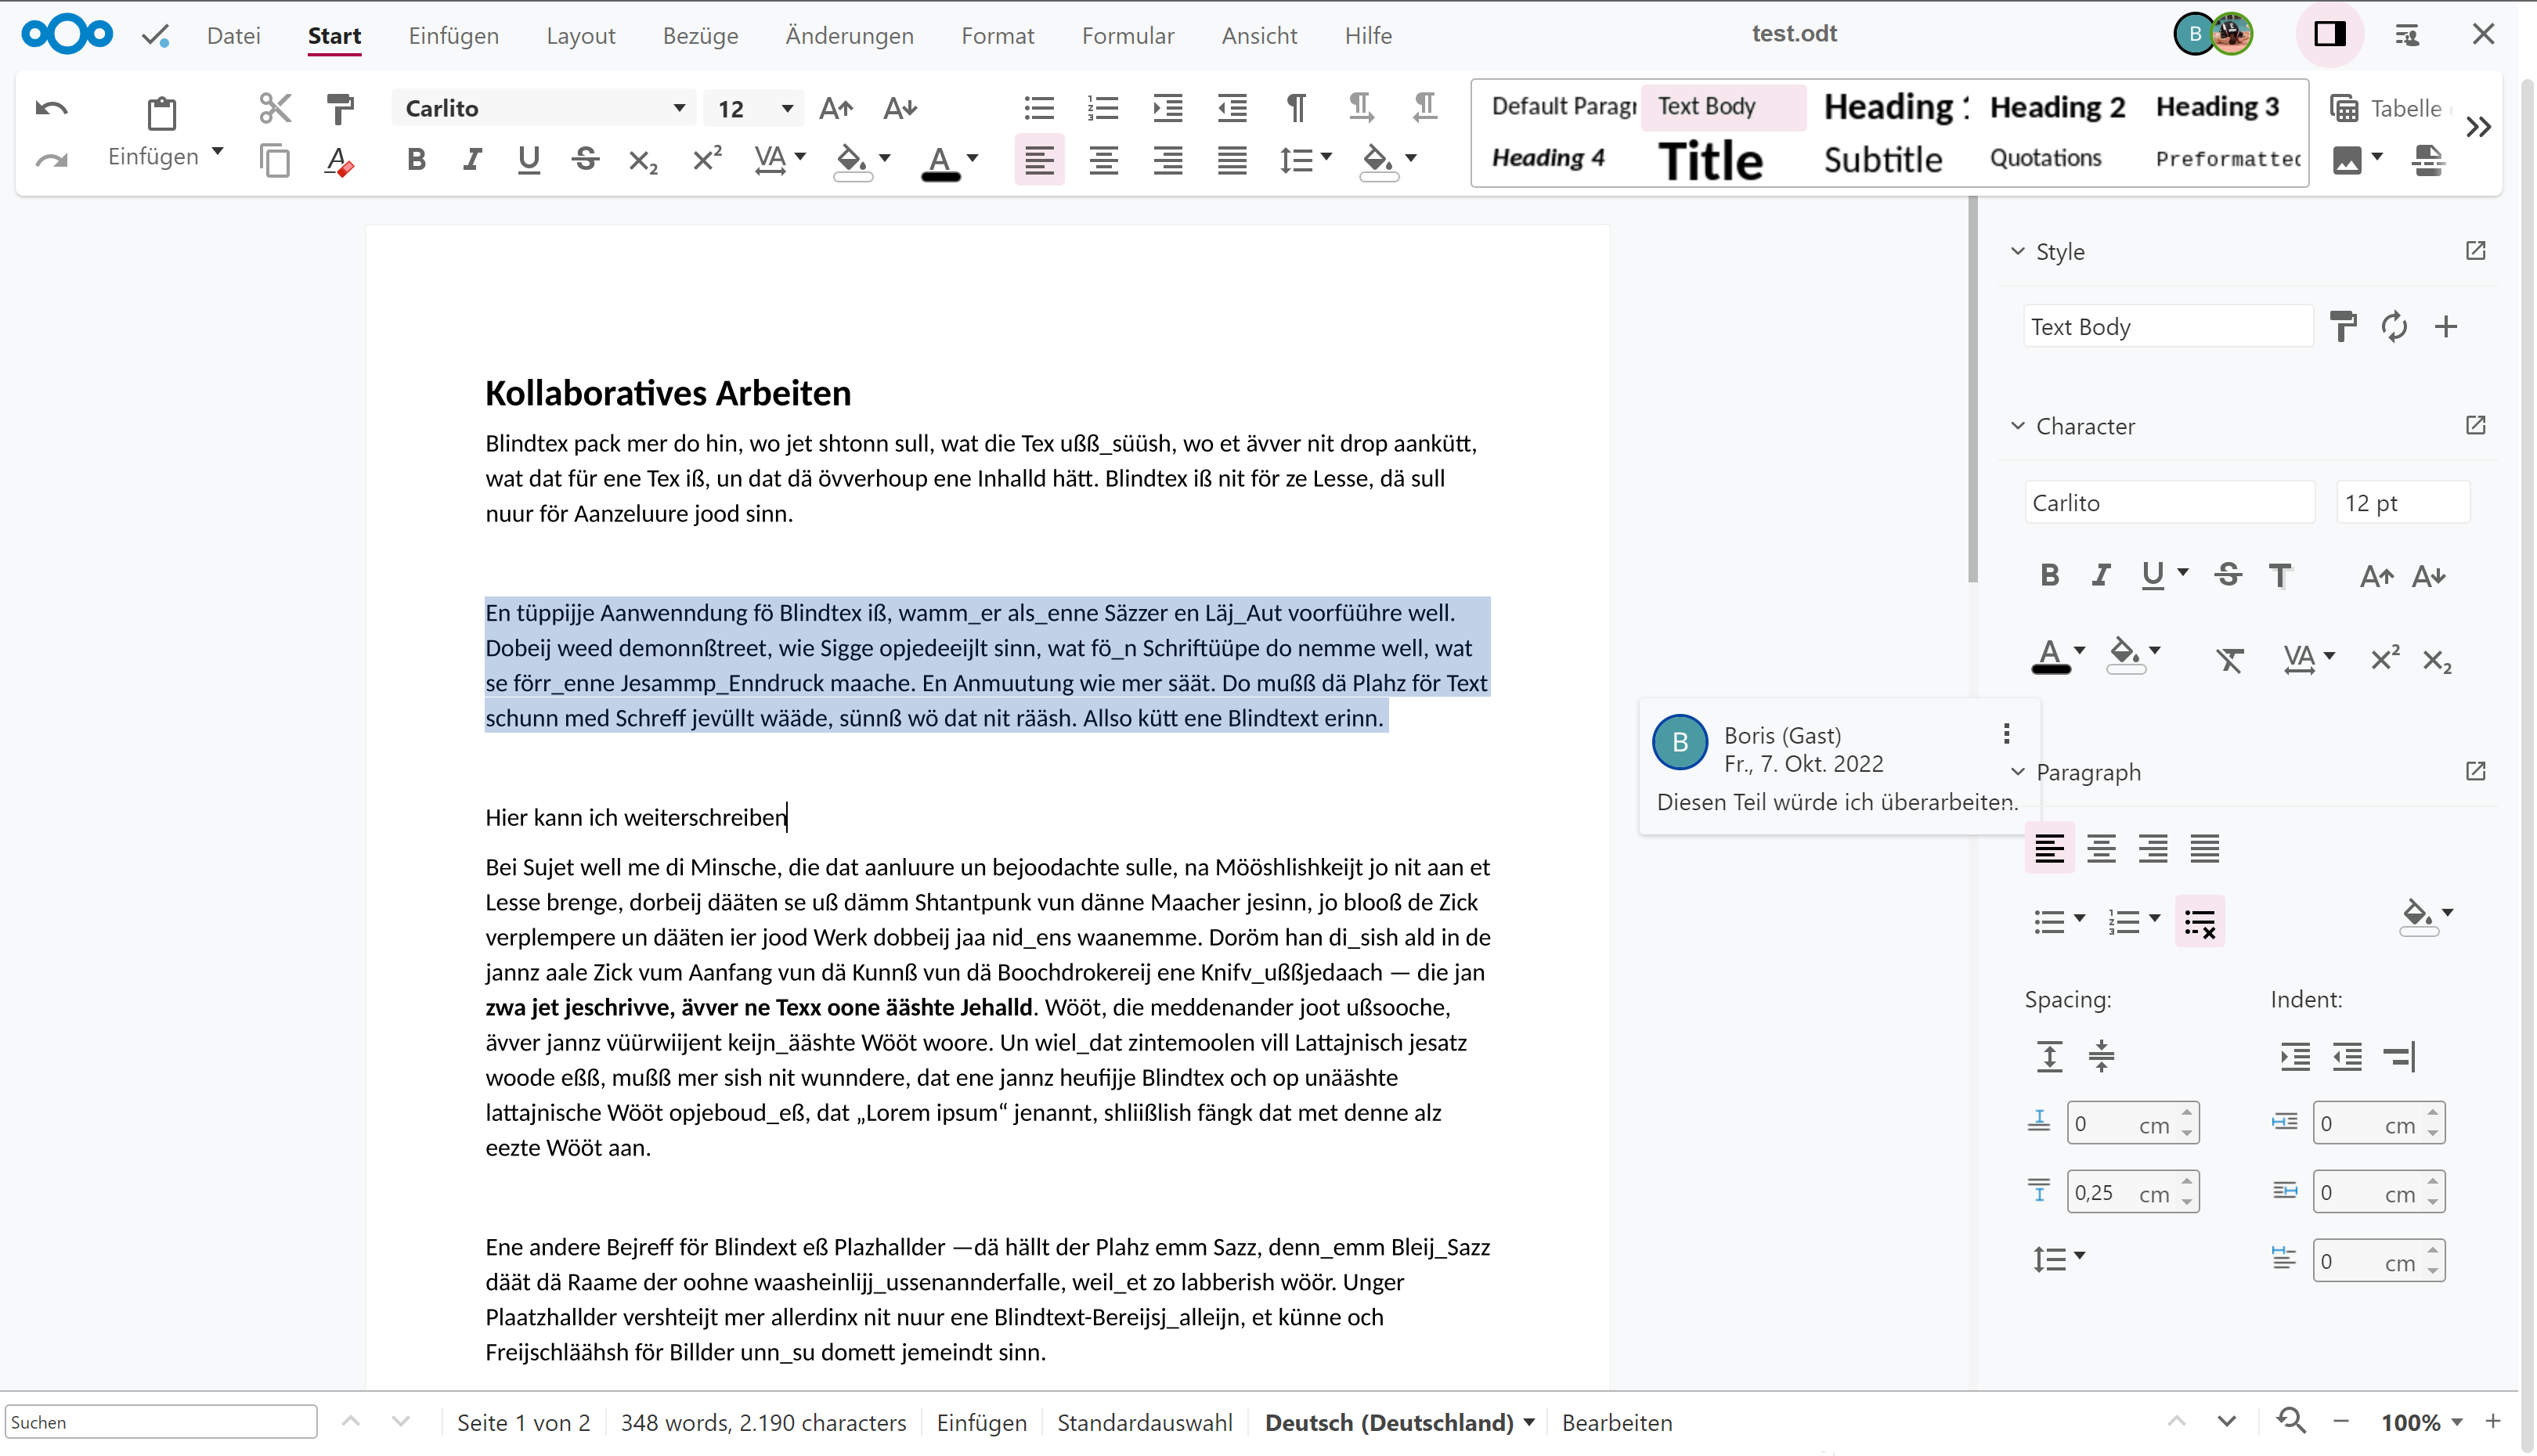 Datei Start Einfügen Layout Bezüge Änderungen Format Formular Ansicht Hilfe test.odt B
Einfügen Carlito 12 Default Paragr Text Body Heading Heading 2 Heading 3 Tabelle
Heading 4 Title Subtitle Quotations Preformatted
Style
Text Body
Character
Carlito 12 pt
Kollaboratives Arbeiten
Blindtex pack mer do hin, wo jet shtonn sull, wat die Tex ußß_süüsh, wo et ävver nit drop aankütt,
wat dat für ene Tex iß, un dat dä övverhoup ene Inhalld hätt. Blindtex iß nit för ze Lesse, dä sull
nuur för Aanzeluure jood sinn.
En tüppijje Aanwenndung fö Blindtex iß, wamm_er als_enne Säzzer en Läj_Aut voorfüühre well.
Dobeij weed demonnßtreet, wie Sigge opjedeeijlt sinn, wat fö_n Schriftüüpe do nemme well, wat
se förr_enne Jesammp_Enndruck maache. En Anmuutung wie mer säät. Do mußß dä Plahz för Text
schunn med Schreff jevüllt wääde, sünnß wö dat nit rääsh. Allso kütt ene Blindtext erinn.
B Boris (Gast)
Fr., 7. Okt. 2022
Diesen Teil würde ich überarbeiten.
Paragraph
Hier kann ich weiterschreiben
Bei Sujet well me di Minsche, die dat aanluure un bejoodachte sulle, na Mööshlishkeijt jo nit aan et
Lesse brenge, dorbeij dääten se uß dämm Shtantpunk vun dänne Maacher jesinn, jo blooß de Zick
verplempere un dääten ier jood Werk dobbeij jaa nid_ens waanemme. Doröm han di_sish ald in de
jannz aale Zick vum Aanfang vun dä Kunnß vun dä Boochdrokereij ene Knifv_ußßjedaach — die jan
zwa jet jeschrivve, ävver ne Texx oone ääshte Jehalld. Wööt, die meddenander joot ußsooche,
ävver jannz vüürwiijent keijn_ääshte Wööt woore. Un wiel_dat zintemoolen vill Lattajnisch jesatz
woode eßß, mußß mer sish nit wunndere, dat ene jannz heufijje Blindtex och op unääshte
lattajnische Wööt opjeboud_eß, dat „Lorem ipsum“ jenannt, shliißlish fängk dat met denne alz
eezte Wööt aan.
Spacing: Indent:
0 cm 0 cm
0,25 cm 0 cm
0 cm
Ene andere Bejreff för Blindext eß Plazhallder —dä hällt der Plahz emm Sazz, denn_emm Bleij_Sazz
däät dä Raame der oohne waasheinlijj_ussenannderfalle, weil_et zo labberish wöör. Unger
Plaatzhallder vershteijt mer allerdinx nit nuur ene Blindtext-Bereijsj_alleijn, et künne och
Freijschläähsh för Billder unn_su domett jemeindt sinn.
Suchen Seite 1 von 2 348 words, 2.190 characters Einfügen Standardauswahl Deutsch (Deutschland) Bearbeiten 100%